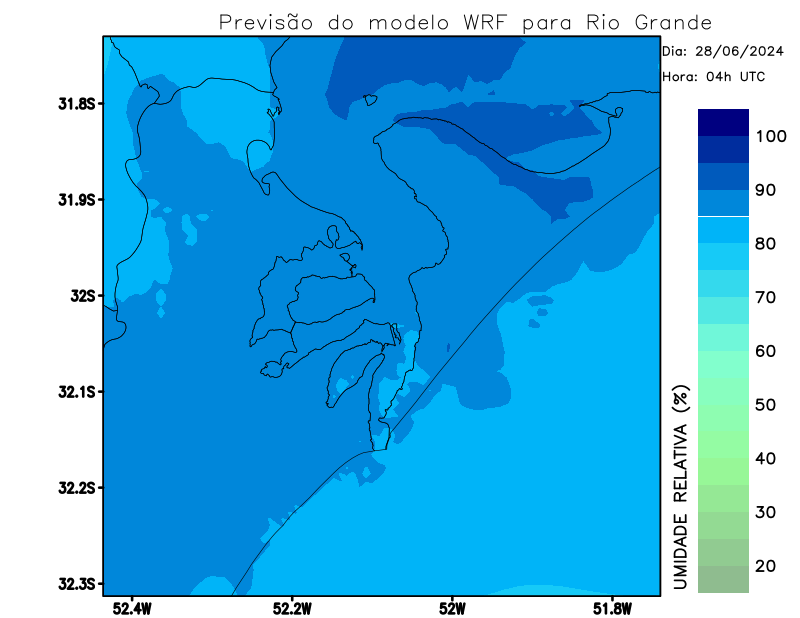 Previsão do modelo WRF para Rio Grande
Dia: 28/06/2024
Hora: 04h UTC
31.8S
31.9S
32S
32.1S
32.2S
32.3S
52.4W
52.2W
52W
51.8W
100
90
80
70
60
50
40
30
20
UMIDADE RELATIVA (%)